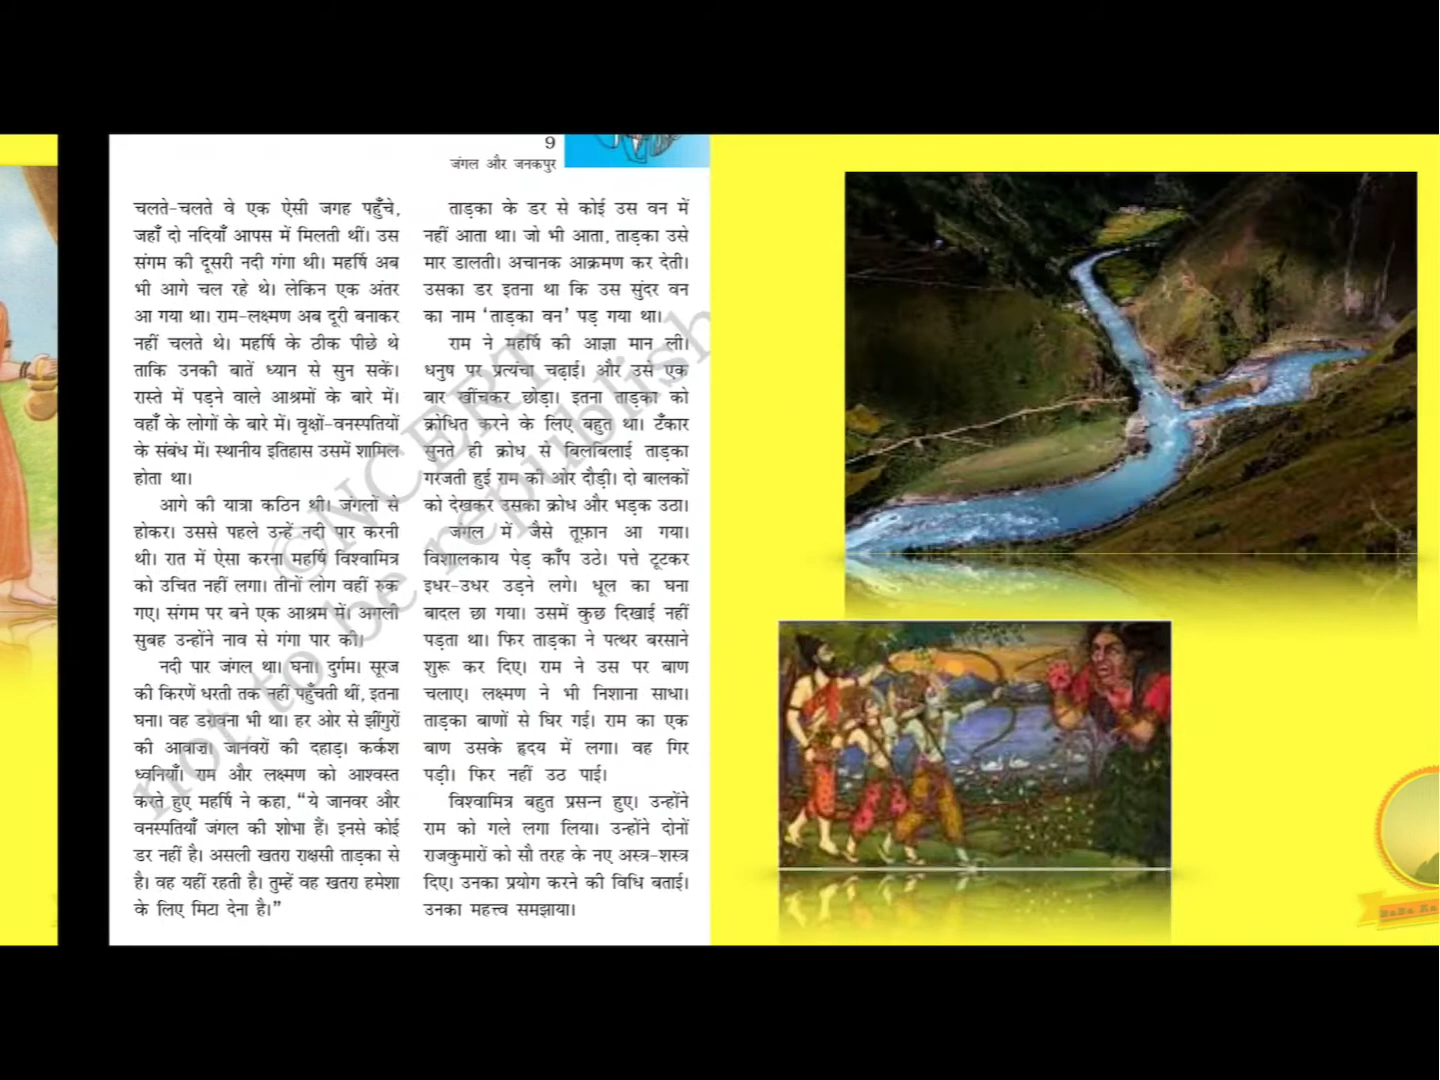 9
जंगल और जनकपुर
चलते-चलते वे एक ऐसी जगह पहुँचे,
जहाँ दो नदियाँ आपस में मिलती थीं। उस
संगम की दूसरी नदी गंगा थी। महर्षि अब
भी आगे चल रहे थे। लेकिन एक अंतर
आ गया था। राम-लक्ष्मण अब दूरी बनाकर
नहीं चलते थे। महर्षि के ठीक पीछे थे
ताकि उनकी बातें ध्यान से सुन सकें।
रास्ते में पड़ने वाले आश्रमों के बारे में।
वहाँ के लोगों के बारे में। वृक्षों-वनस्पतियों
के संबंध में। स्थानीय इतिहास उसमें शामिल
होता था।
आगे की यात्रा कठिन थी। जंगलों से
होकर। उससे पहले उन्हें नदी पार करनी
थी। रात में ऐसा करना महर्षि विश्वामित्र
को उचित नहीं लगा। तीनों लोग वहीं रुक
गए। संगम पर बने एक आश्रम में। अगली
सुबह उन्होंने नाव से गंगा पार की।
नदी पार जंगल था। घना। दुर्गम। सूरज
की किरणें धरती तक नहीं पहुँचती थीं, इतना
घना। वह डरावना भी था। हर ओर से झींगुरों
की आवाज़। जानवरों की दहाड़। कर्कश
ध्वनियाँ। राम और लक्ष्मण को आश्वस्त
करते हुए महर्षि ने कहा, “ये जानवर और
वनस्पतियाँ जंगल की शोभा हैं। इनसे कोई
डर नहीं है। असली खतरा राक्षसी ताड़का से
है। वह यहीं रहती है। तुम्हें वह खतरा हमेशा
के लिए मिटा देना है।”
ताड़का के डर से कोई उस वन में
नहीं आता था। जो भी आता, ताड़का उसे
मार डालती। अचानक आक्रमण कर देती।
उसका डर इतना था कि उस सुंदर वन
का नाम ‘ताड़का वन’ पड़ गया था।
राम ने महर्षि की आज्ञा मान ली।
धनुष पर प्रत्यंचा चढ़ाई। और उसे एक
बार खींचकर छोड़ा। इतना ताड़का को
क्रोधित करने के लिए बहुत था। टंँकार
सुनते ही क्रोध से बिलबिलाई ताड़का
गरजती हुई राम की ओर दौड़ी। दो बालकों
को देखकर उसका क्रोध और भड़क उठा।
जंगल में जैसे तूफ़ान आ गया।
विशालकाय पेड़ काँप उठे। पत्ते टूटकर
इधर-उधर उड़ने लगे। धूल का घना
बादल छा गया। उसमें कुछ दिखाई नहीं
पड़ता था। फिर ताड़का ने पत्थर बरसाने
शुरू कर दिए। राम ने उस पर बाण
चलाए। लक्ष्मण ने भी निशाना साधा।
ताड़का बाणों से घिर गई। राम का एक
बाण उसके हृदय में लगा। वह गिर
पड़ी। फिर नहीं उठ पाई।
विश्वामित्र बहुत प्रसन्न हुए। उन्होंने
राम को गले लगा लिया। उन्होंने दोनों
राजकुमारों को सौ तरह के नए अस्त्र-शस्त्र
दिए। उनका प्रयोग करने की विधि बताई।
उनका महत्त्व समझाया।
©NCERT
not to be republish